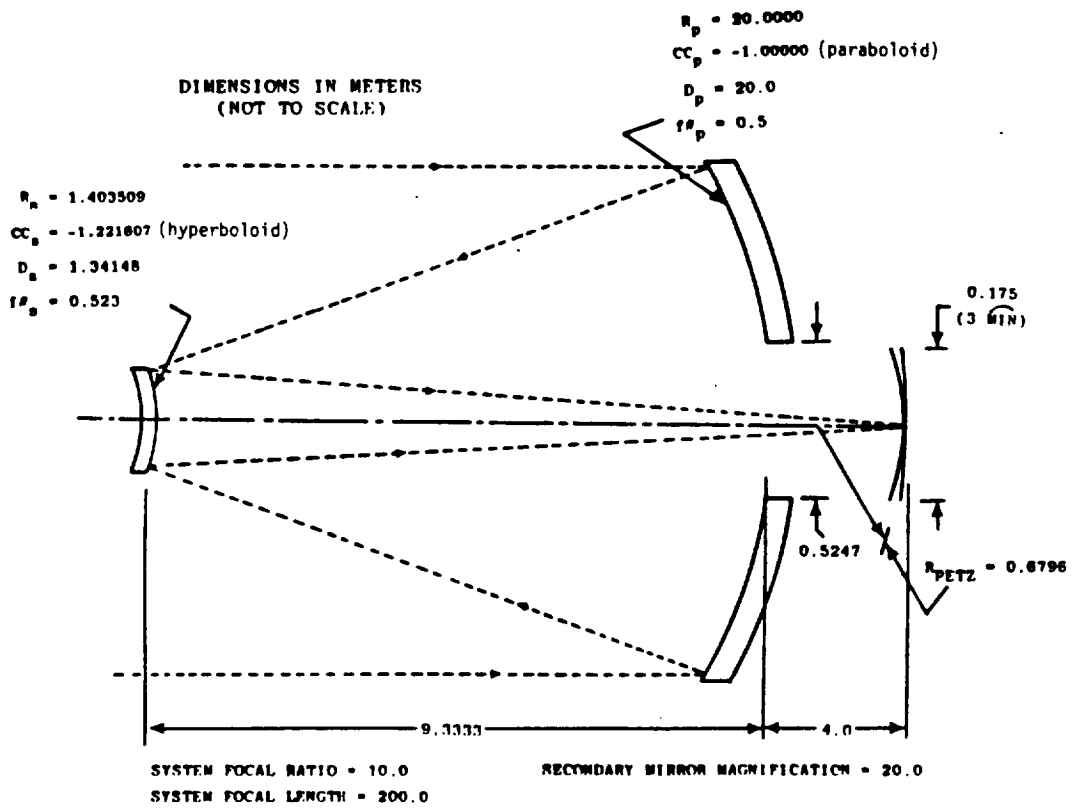 R_p = 20.0000
CC_p = -1.00000 (paraboloid)
D_p = 20.0
f#_p = 0.5
DIMENSIONS IN METERS
(NOT TO SCALE)
R_s = 1.403509
CC_s = -1.221607 (hyperboloid)
D_s = 1.34148
f#_s = 0.523
0.175
(3 MIN)
0.5247
R_PETZ = 0.6796
9.3333
4.0
SYSTEM FOCAL RATIO = 10.0
SECONDARY MIRROR MAGNIFICATION = 20.0
SYSTEM FOCAL LENGTH = 200.0